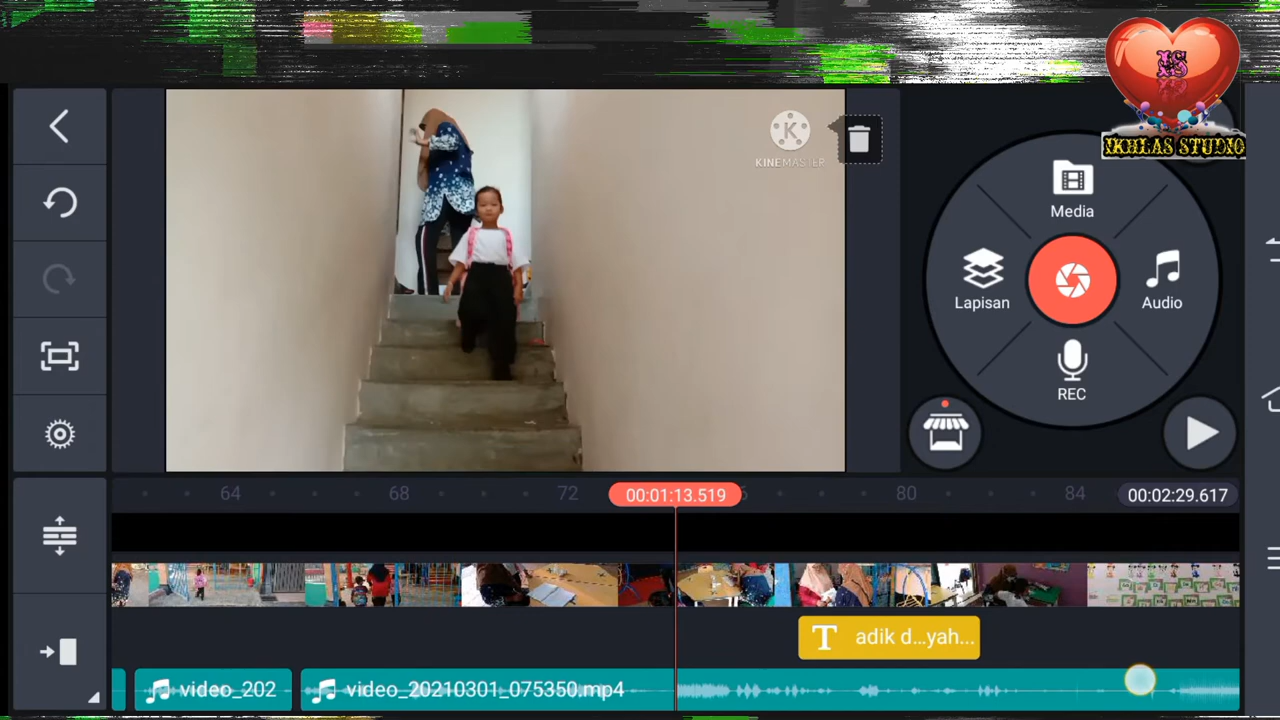 IKHLAS STUDIO
KINEMASTER
Media
Lapisan
Audio
REC
64
68
72
00:01:13.519
80
84
00:02:29.617
T adik d...yah...
video_202
video_20210301_075350.mp4